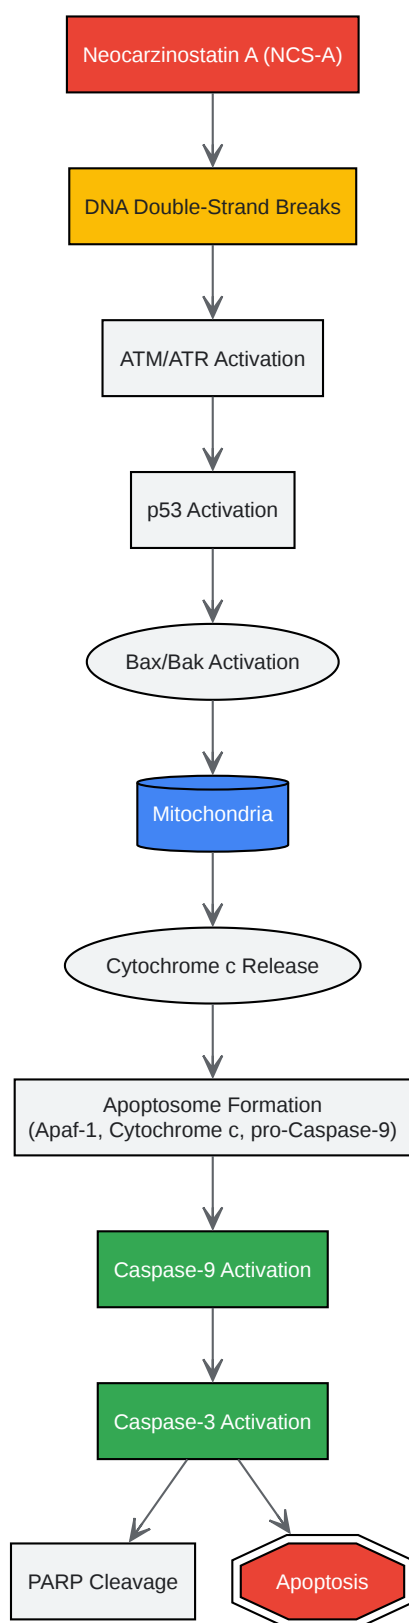 Neocarzinostatin A (NCS-A)
DNA Double-Strand Breaks
ATM/ATR Activation
p53 Activation
Bax/Bak Activation
Mitochondria
Cytochrome c Release
Apoptosome Formation
(Apaf-1, Cytochrome c, pro-Caspase-9)
Caspase-9 Activation
Caspase-3 Activation
PARP Cleavage
Apoptosis